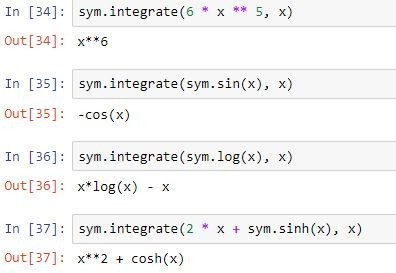 In [34]: sym.integrate(6 * x ** 5, x)
Out[34]: x**6
In [35]: sym.integrate(sym.sin(x), x)
Out[35]: -cos(x)
In [36]: sym.integrate(sym.log(x), x)
Out[36]: x*log(x) - x
In [37]: sym.integrate(2 * x + sym.sinh(x), x)
Out[37]: x**2 + cosh(x)